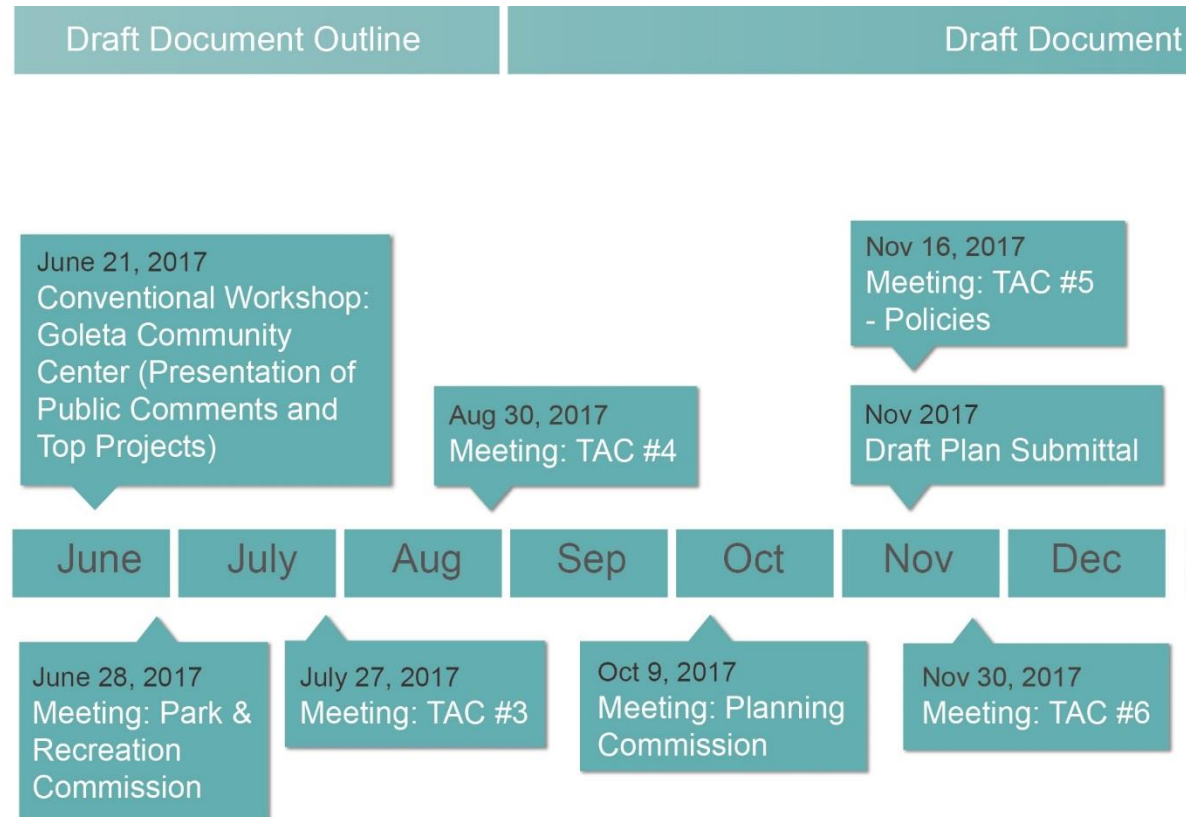 Draft Document Outline
Draft Document
June 21, 2017
Conventional Workshop:
Goleta Community
Center (Presentation of
Public Comments and
Top Projects)
Aug 30, 2017
Meeting: TAC #4
Nov 16, 2017
Meeting: TAC #5
- Policies
Nov 2017
Draft Plan Submittal
June
July
Aug
Sep
Oct
Nov
Dec
June 28, 2017
Meeting: Park &
Recreation
Commission
July 27, 2017
Meeting: TAC #3
Oct 9, 2017
Meeting: Planning
Commission
Nov 30, 2017
Meeting: TAC #6